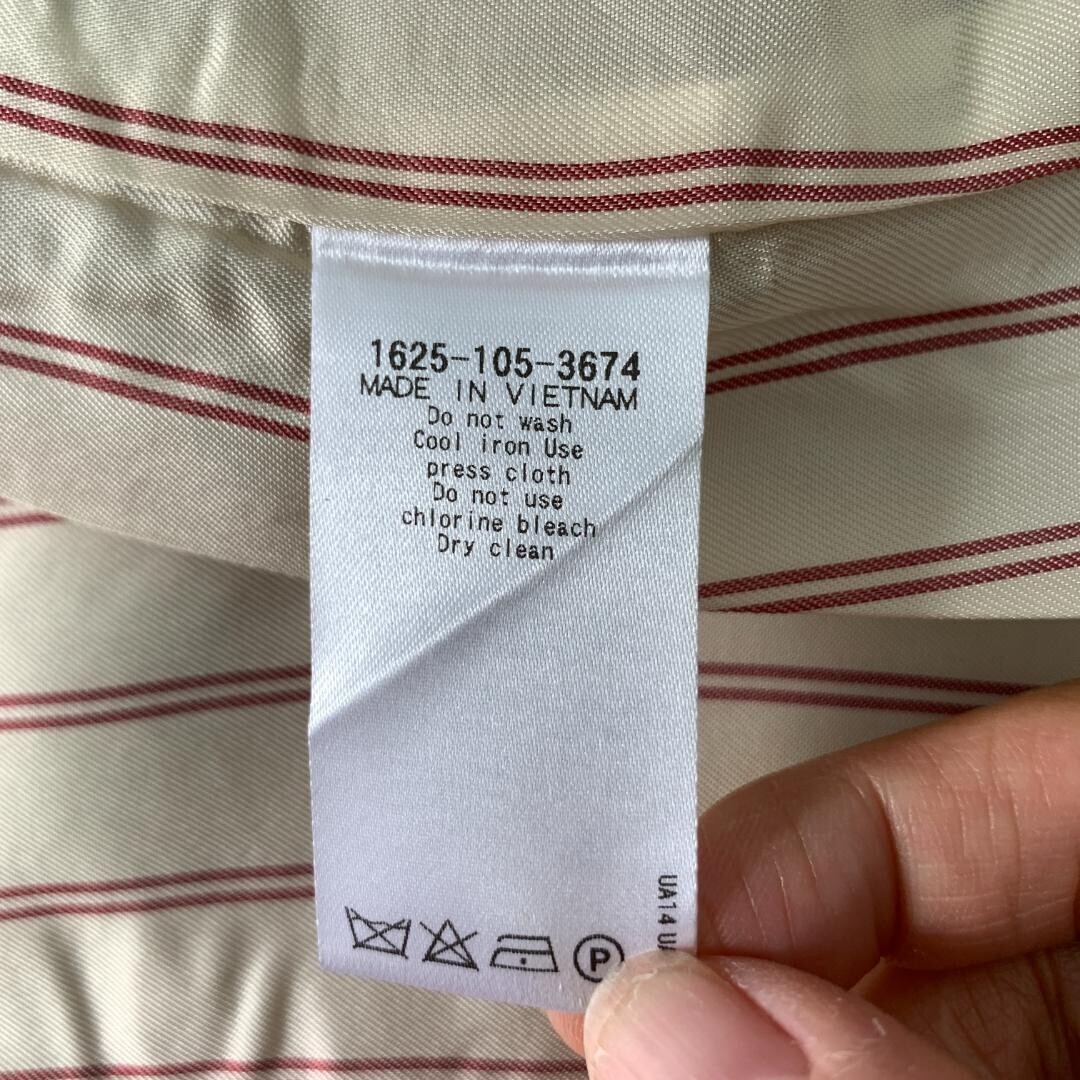 1625-105-3674
MADE IN VIETNAM
Do not wash
Cool iron Use
press cloth
Do not use
chlorine bleach
Dry clean
UA14
P